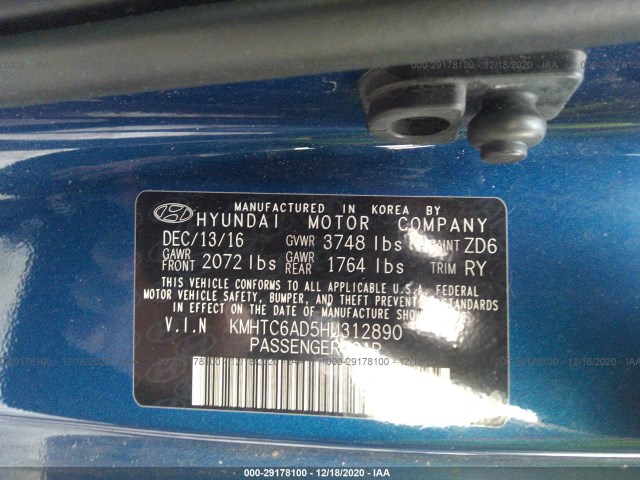 000-29178100 - 12/18/2020 - IAA
MANUFACTURED IN KOREA BY
HYUNDAI MOTOR COMPANY
DEC/13/16 GVWR 3748 lbs PAINT ZD6
GAWR FRONT 2072 lbs GAWR REAR 1764 lbs TRIM RY
THIS VEHICLE CONFORMS TO ALL APPLICABLE U.S.A. FEDERAL
MOTOR VEHICLE SAFETY, BUMPER, AND THEFT PREVENTION STANDARDS
IN EFFECT ON THE DATE OF MANUFACTURE SHOWN ABOVE.
V.I.N KMHTC6AD5HU312890
PASSENGER CAR
000-29178100 - 12/18/2020 - IAA